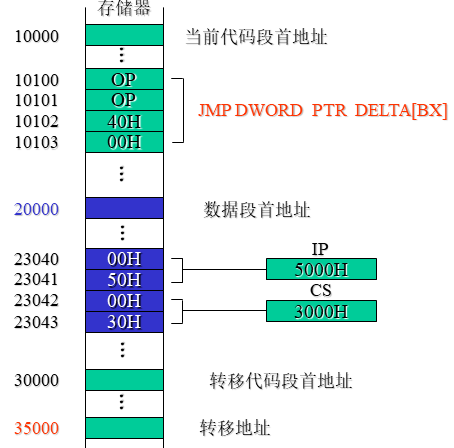 存储器
10000 当前代码段首地址
...
10100 OP
10101 OP JMP DWORD PTR DELTA[BX]
10102 40H
10103 00H
...
20000 数据段首地址
...
IP
23040 00H
23041 50H 5000H
CS
23042 00H
23043 30H 3000H
...
30000 转移代码段首地址
...
35000 转移地址